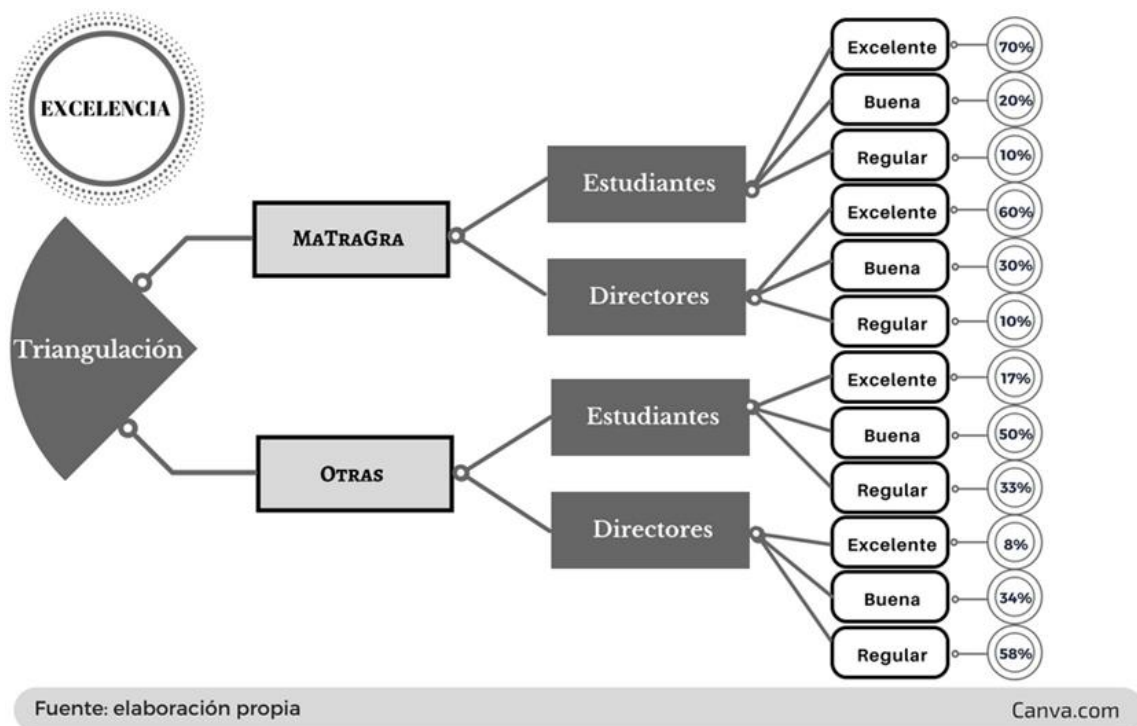 EXCELENCIA
Triangulación
MATRAGRA
Estudiantes
Excelente 70%
Buena 20%
Regular 10%
Directores
Excelente 60%
Buena 30%
Regular 10%
OTRAS
Estudiantes
Excelente 17%
Buena 50%
Regular 33%
Directores
Excelente 8%
Buena 34%
Regular 58%
Fuente: elaboración propia
Canva.com